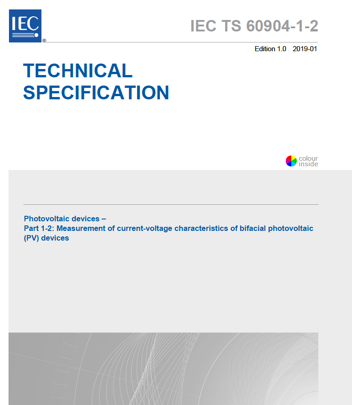 IEC
®
IEC TS 60904-1-2
Edition 1.0 2019-01
TECHNICAL
SPECIFICATION
colour
inside
Photovoltaic devices –
Part 1-2: Measurement of current-voltage characteristics of bifacial photovoltaic
(PV) devices